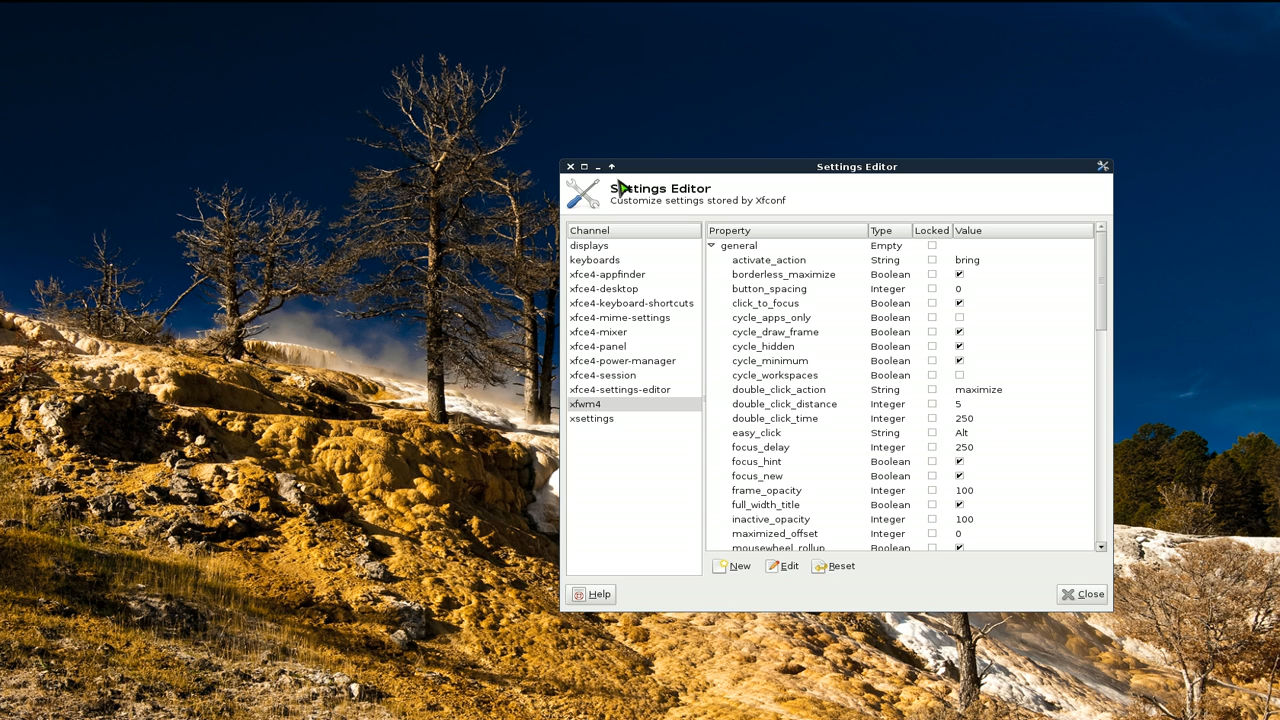 Settings Editor
Settings Editor
Customize settings stored by Xfconf
Channel
displays
keyboards
xfce4-appfinder
xfce4-desktop
xfce4-keyboard-shortcuts
xfce4-mime-settings
xfce4-mixer
xfce4-panel
xfce4-power-manager
xfce4-session
xfce4-settings-editor
xfwm4
xsettings
Property Type Locked Value
general Empty
activate_action String bring
borderless_maximize Boolean
button_spacing Integer 0
click_to_focus Boolean
cycle_apps_only Boolean
cycle_draw_frame Boolean
cycle_hidden Boolean
cycle_minimum Boolean
cycle_workspaces Boolean
double_click_action String maximize
double_click_distance Integer 5
double_click_time Integer 250
easy_click String Alt
focus_delay Integer 250
focus_hint Boolean
focus_new Boolean
frame_opacity Integer 100
full_width_title Boolean
inactive_opacity Integer 100
maximized_offset Integer 0
mousewheel_rollup Boolean
New Edit Reset
Help Close